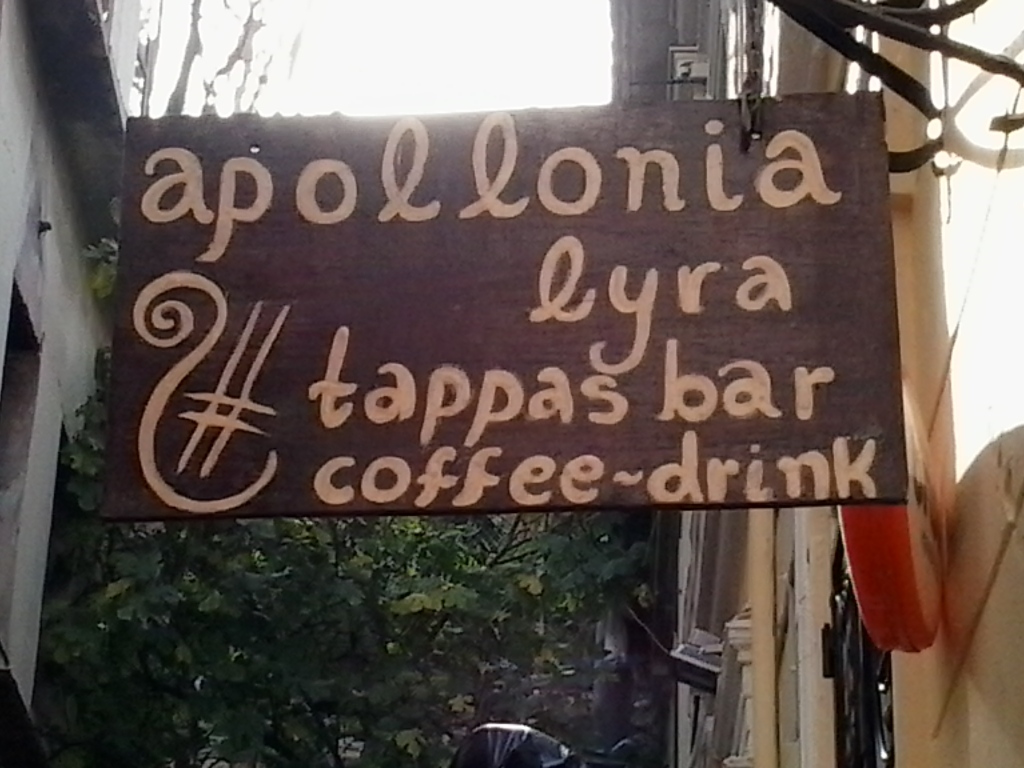 apollonia
lyra
tappas bar
coffee~drink